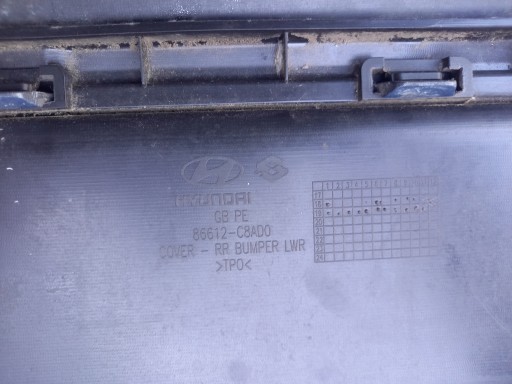 HYUNDAI
GB PE
86612-C8AD0
COVER - RR BUMPER LWR
>TPO<